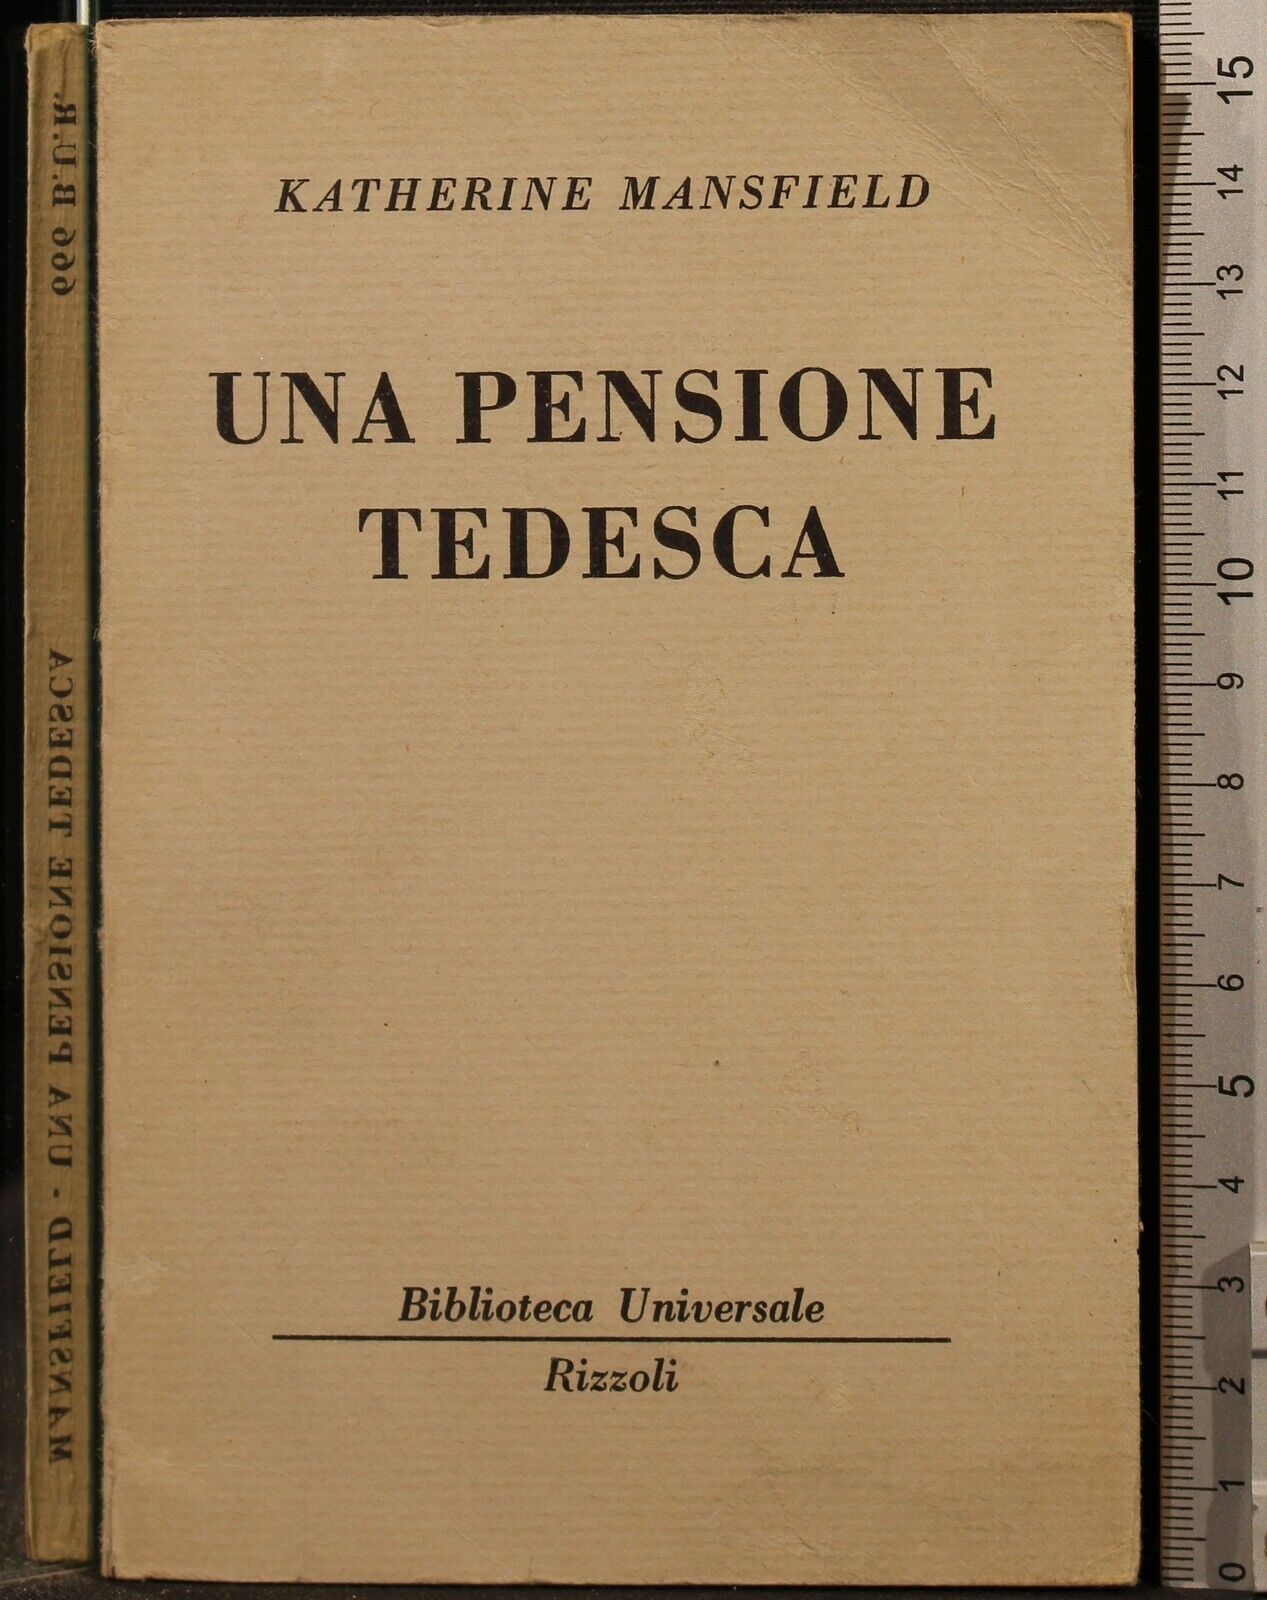 MANSFIELD - UNA PENSIONE TEDESCA
B.U.R.
KATHERINE MANSFIELD
UNA PENSIONE
TEDESCA
Biblioteca Universale
Rizzoli
15
14
13
12
11
10
9
8
7
6
5
4
3
2
1
0